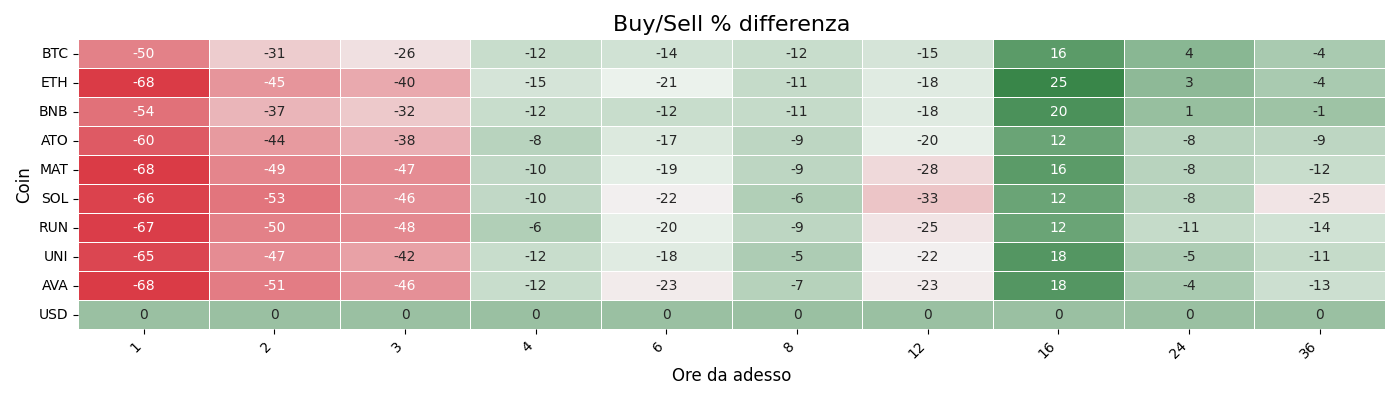 Buy/Sell % differenza
Coin
BTC -50 -31 -26 -12 -14 -12 -15 16 4 -4
ETH -68 -45 -40 -15 -21 -11 -18 25 3 -4
BNB -54 -37 -32 -12 -12 -11 -18 20 1 -1
ATO -60 -44 -38 -8 -17 -9 -20 12 -8 -9
MAT -68 -49 -47 -10 -19 -9 -28 16 -8 -12
SOL -66 -53 -46 -10 -22 -6 -33 12 -8 -25
RUN -67 -50 -48 -6 -20 -9 -25 12 -11 -14
UNI -65 -47 -42 -12 -18 -5 -22 18 -5 -11
AVA -68 -51 -46 -12 -23 -7 -23 18 -4 -13
USD 0 0 0 0 0 0 0 0 0 0
1 2 3 4 6 8 12 16 24 36
Ore da adesso